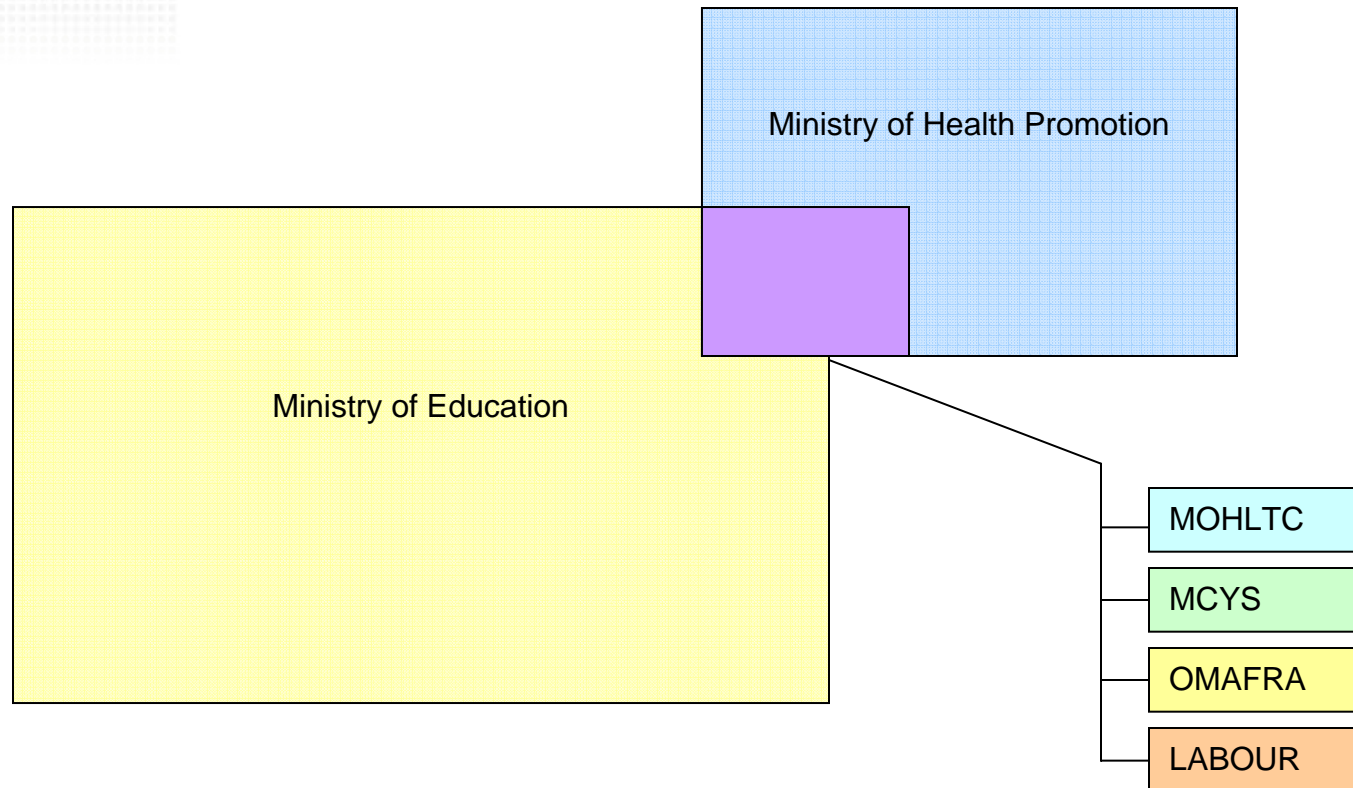 Ministry of Health Promotion
Ministry of Education
MOHLTC
MCYS
OMAFRA
LABOUR